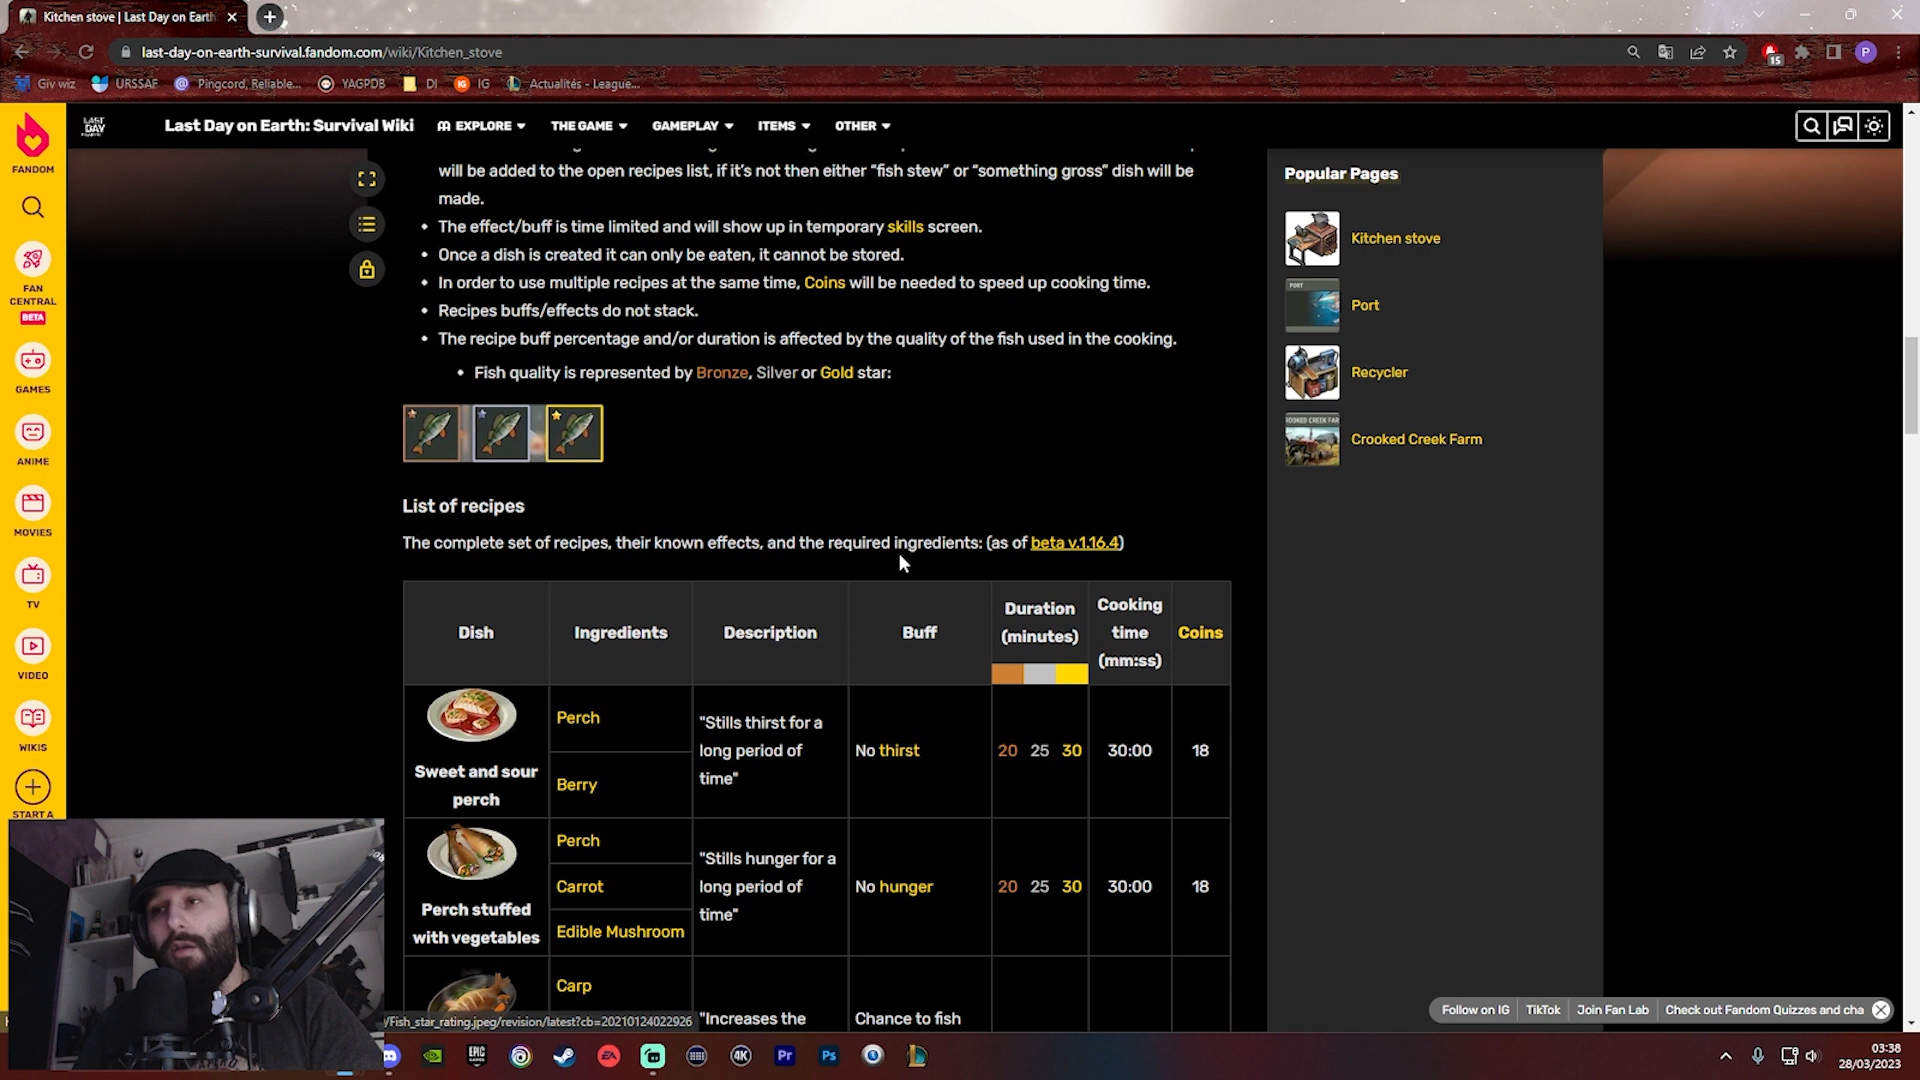 Kitchen stove | Last Day on Earth
last-day-on-earth-survival.fandom.com/wiki/Kitchen_stove
15
P
Giv wiz
URSSAF
Pingcord, Reliable...
YAGPDB
DI
IG
Actualités - League...
FANDOM
LAST DAY
Last Day on Earth: Survival Wiki
EXPLORE
THE GAME
GAMEPLAY
ITEMS
OTHER
FAN CENTRAL
BETA
GAMES
ANIME
MOVIES
TV
VIDEO
WIKIS
START A
will be added to the open recipes list, if it's not then either “fish stew” or “something gross” dish will be
made.
• The effect/buff is time limited and will show up in temporary skills screen.
• Once a dish is created it can only be eaten, it cannot be stored.
• In order to use multiple recipes at the same time, Coins will be needed to speed up cooking time.
• Recipes buffs/effects do not stack.
• The recipe buff percentage and/or duration is affected by the quality of the fish used in the cooking.
• Fish quality is represented by Bronze, Silver or Gold star:
List of recipes
The complete set of recipes, their known effects, and the required ingredients: (as of beta v.1.16.4)
Dish
Ingredients
Description
Buff
Duration
(minutes)
Cooking
time
(mm:ss)
Coins
Sweet and sour
perch
Perch
Berry
"Stills thirst for a
long period of
time"
No thirst
20 25 30
30:00
18
Perch stuffed
with vegetables
Perch
Carrot
Edible Mushroom
"Stills hunger for a
long period of
time"
No hunger
20 25 30
30:00
18
Carp
"Increases the
Chance to fish
Popular Pages
Kitchen stove
PORT
Port
Recycler
Crooked Creek Farm
Follow on IG
TikTok
Join Fan Lab
Check out Fandom Quizzes and cha
/Fish_star_rating.jpeg/revision/latest?cb=20210124022926
EPIC
EA
4K
Pr
Ps
03:38
28/03/2023